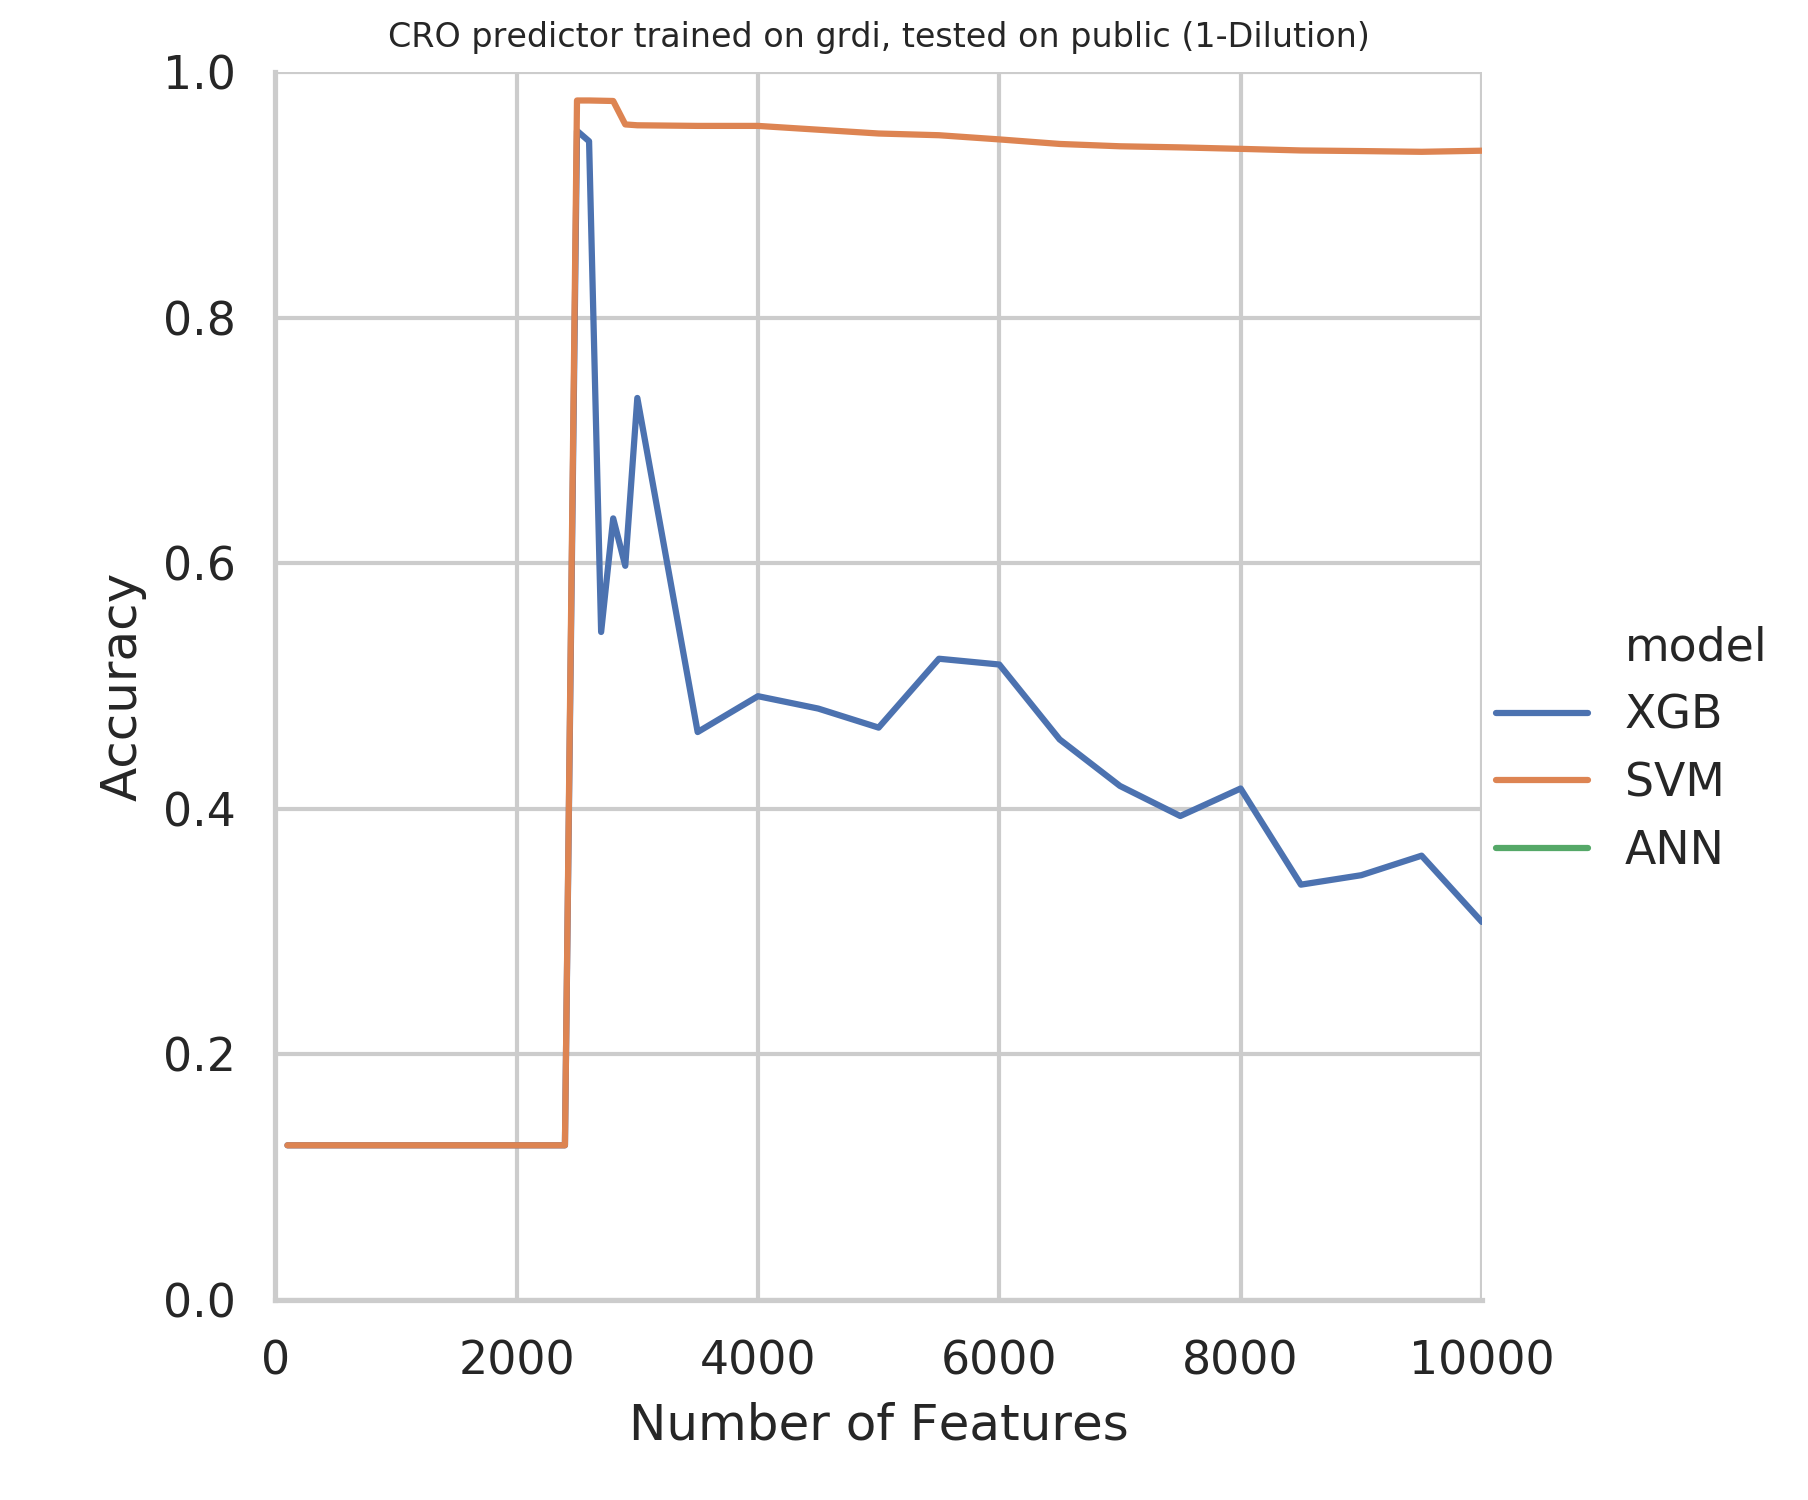 CRO predictor trained on grdi, tested on public (1-Dilution)
1.0
0.8
0.6
0.4
0.2
0.0
Accuracy
0 2000 4000 6000 8000 10000
Number of Features
model
XGB
SVM
ANN